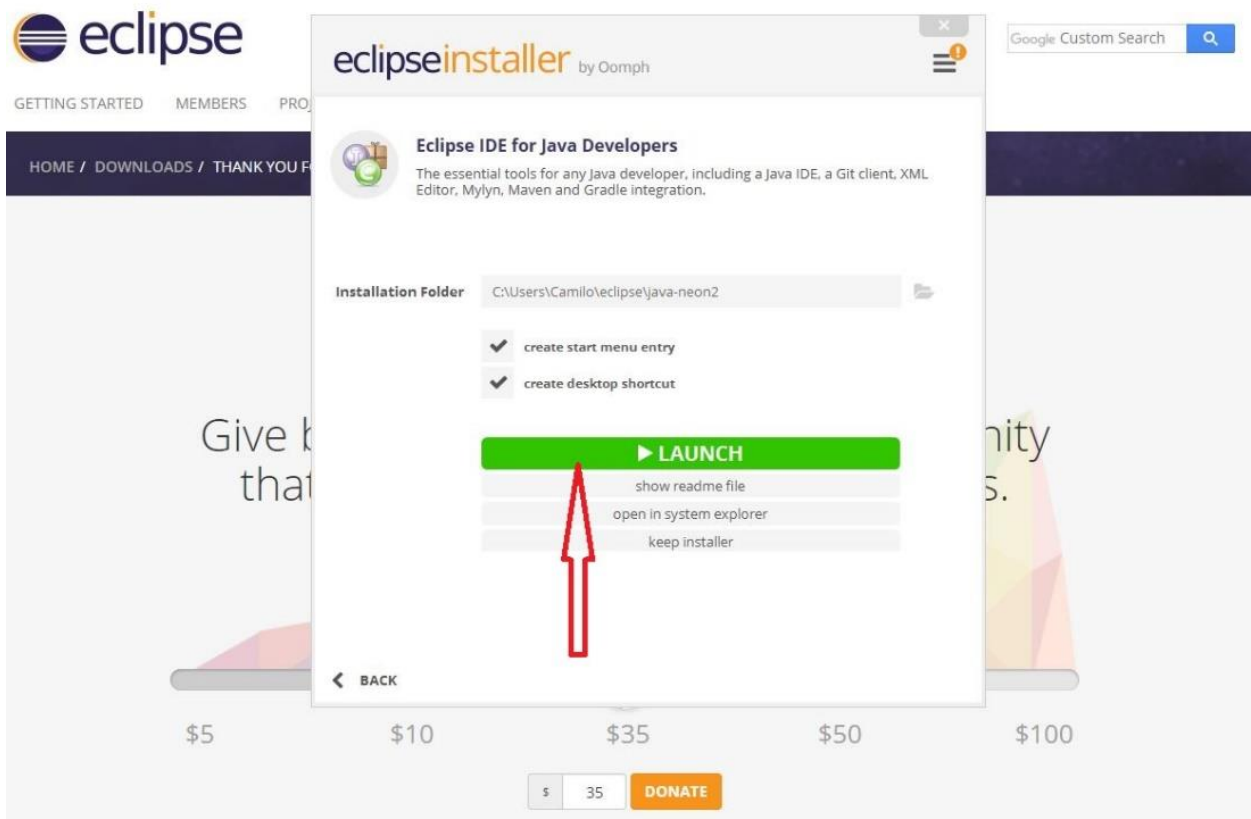 eclipse
Google Custom Search
GETTING STARTED MEMBERS
HOME / DOWNLOADS / THANK YOU
eclipseinstaller by Oomph
!
Eclipse IDE for Java Developers
The essential tools for any Java developer, including a Java IDE, a Git client, XML
Editor, Mylyn, Maven and Gradle integration.
Installation Folder C:\Users\Camilo\eclipse\java-neon2
create start menu entry
create desktop shortcut
LAUNCH
show readme file
open in system explorer
keep installer
BACK
Give
that
$5 $10 $35 $50 $100
$ 35 DONATE